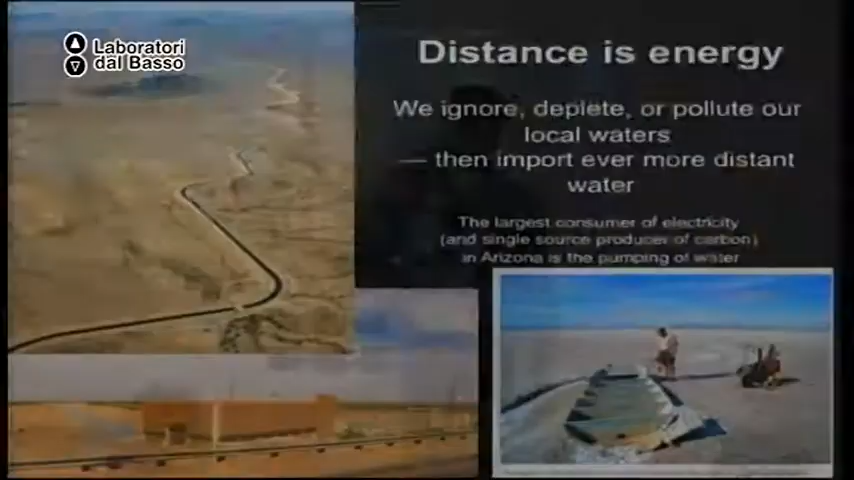 Laboratori
dal Basso
Distance is energy
We ignore, deplete, or pollute our
local waters
— then import ever more distant
water
The largest consumer of electricity
(and single source producer of carbon)
in Arizona is the pumping of water